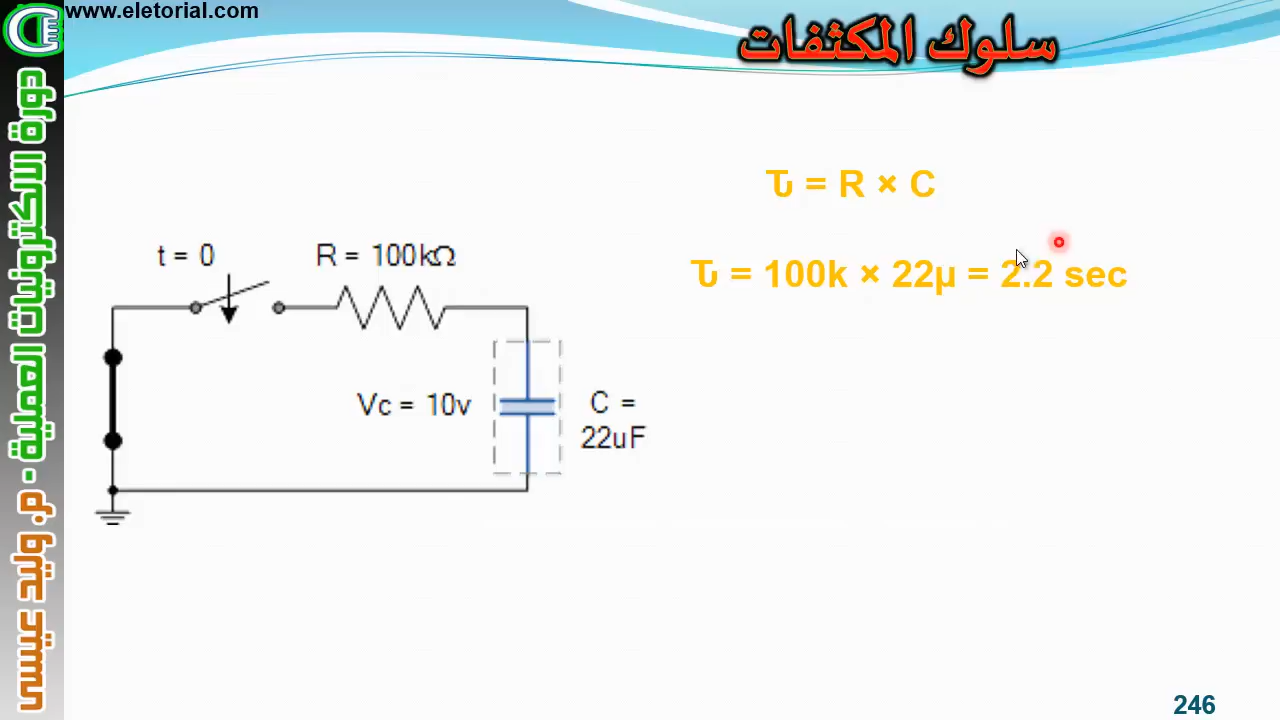 www.eletorial.com
سلوك المكثفات
دورة الالكترونيات العملية - م. وليد عيسى
Ն = R × C
Ն = 100k × 22µ = 2.2 sec
t = 0
R = 100kΩ
Vc = 10v
C =
22uF
246